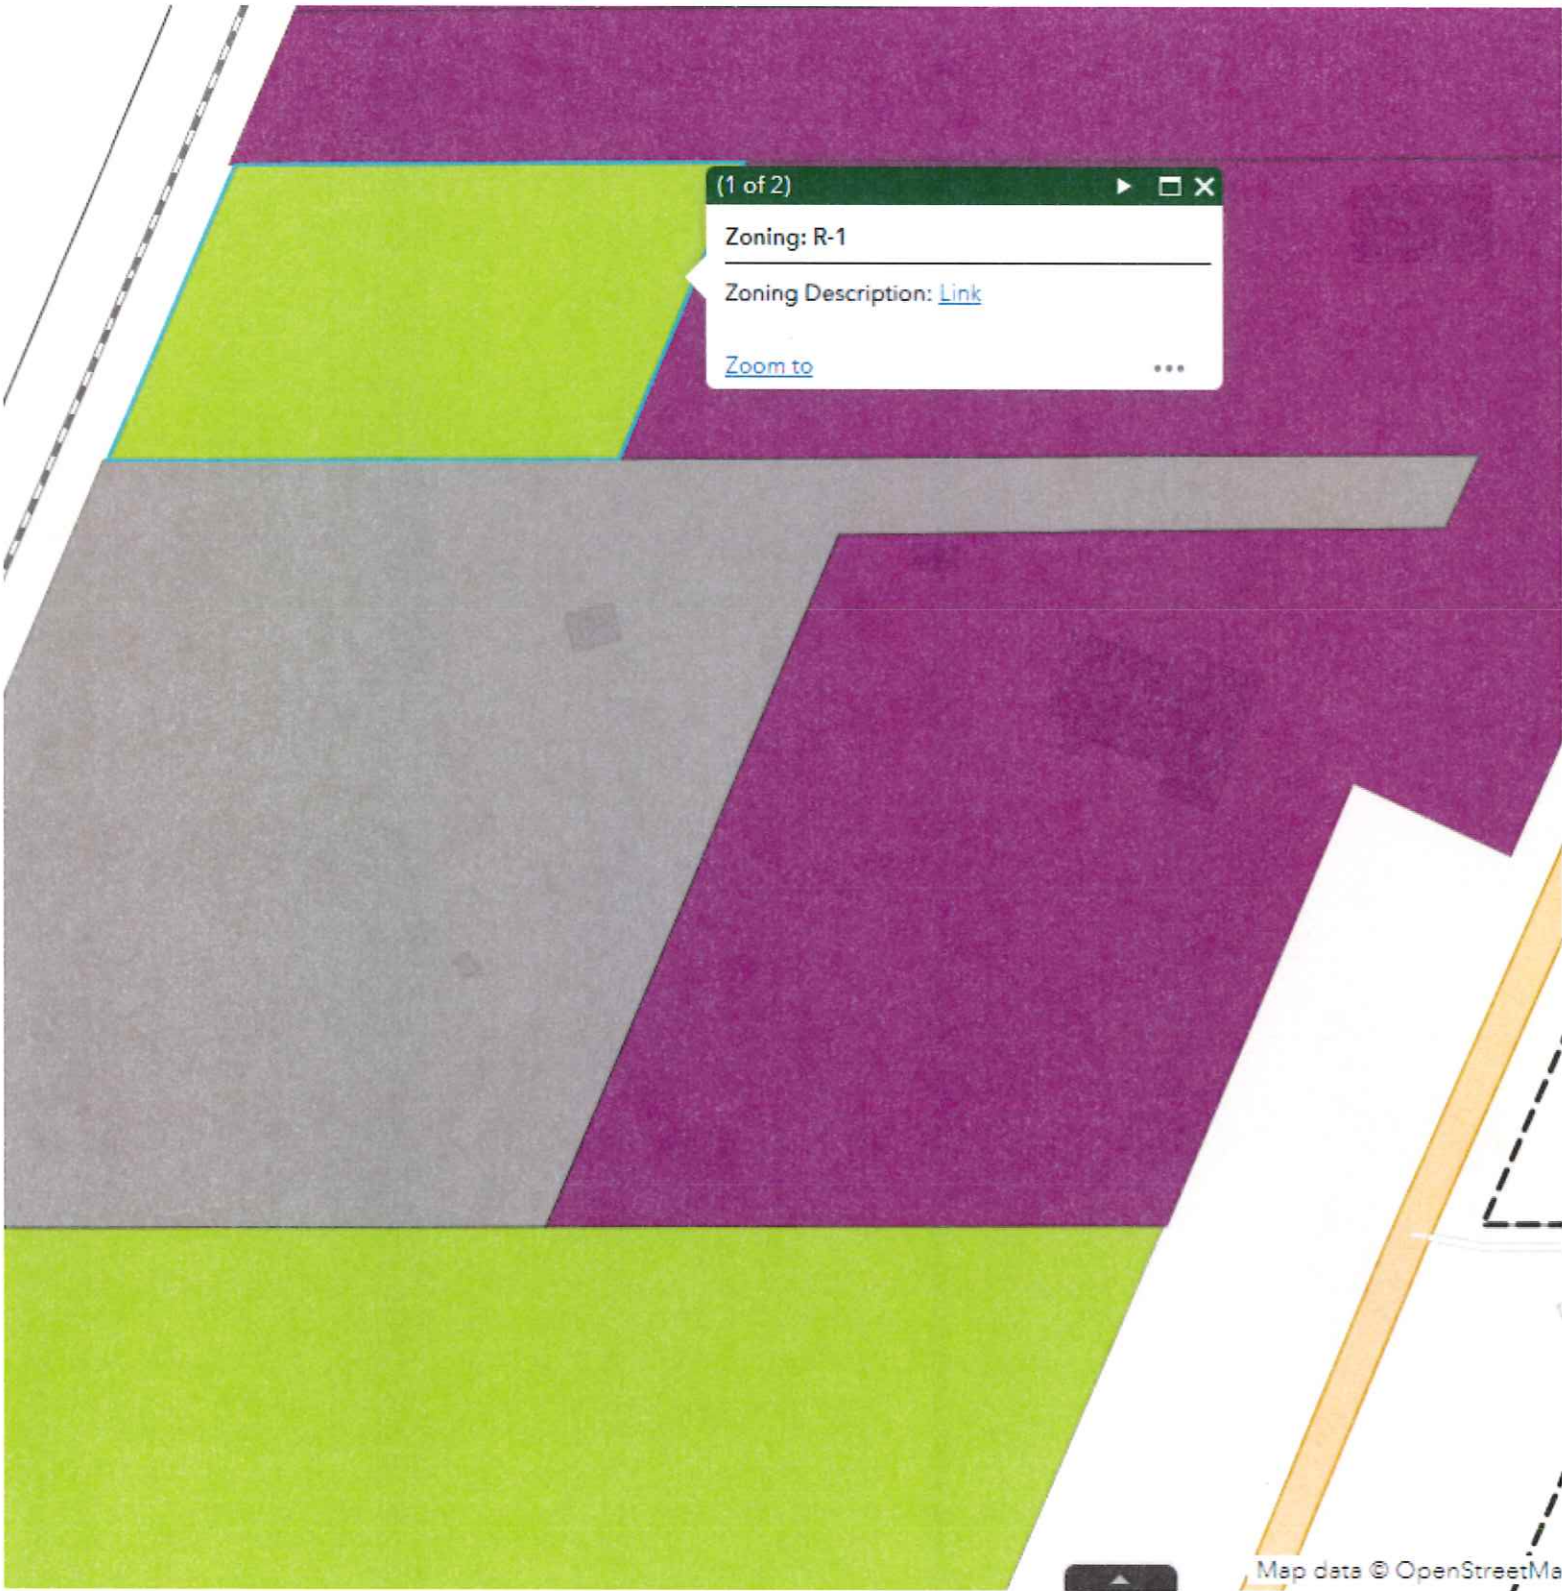 (1 of 2)
Zoning: R-1
Zoning Description: Link
Zoom to
Map data © OpenStreetMa